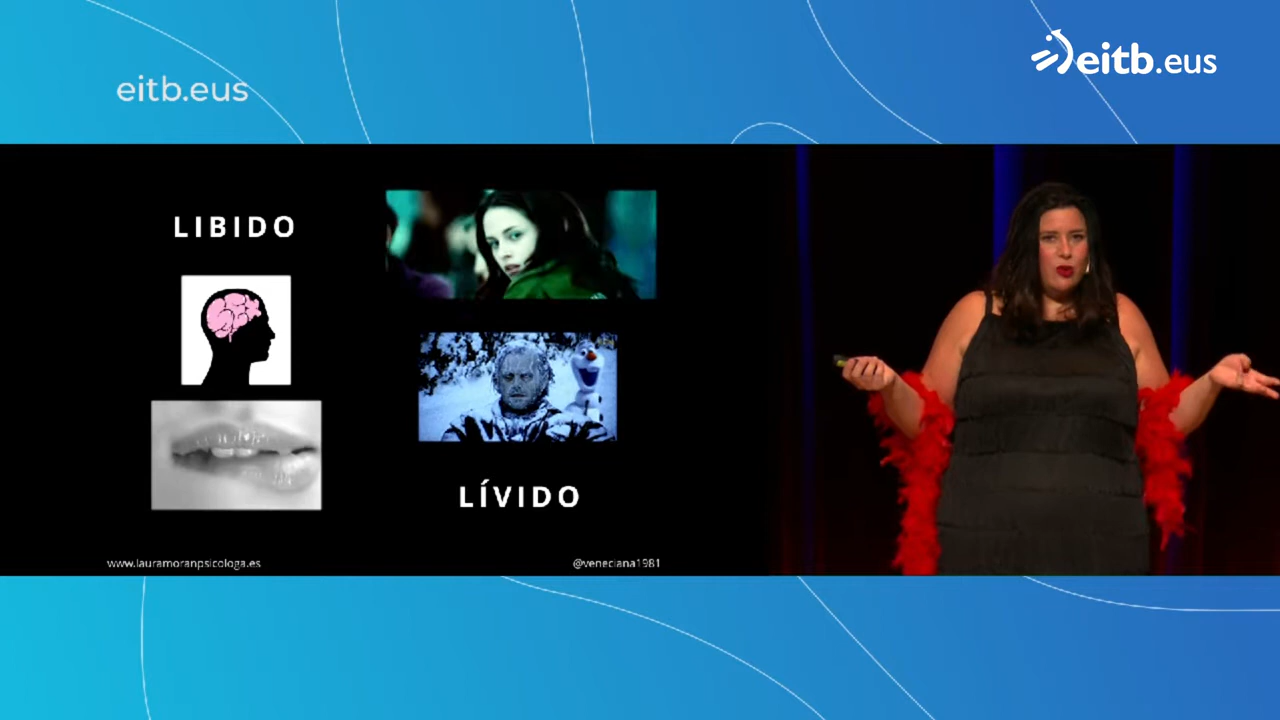 eitb.eus
eitb.eus
LIBIDO
LÍVIDO
www.lauramoranpsicologa.es
@veneciana1981